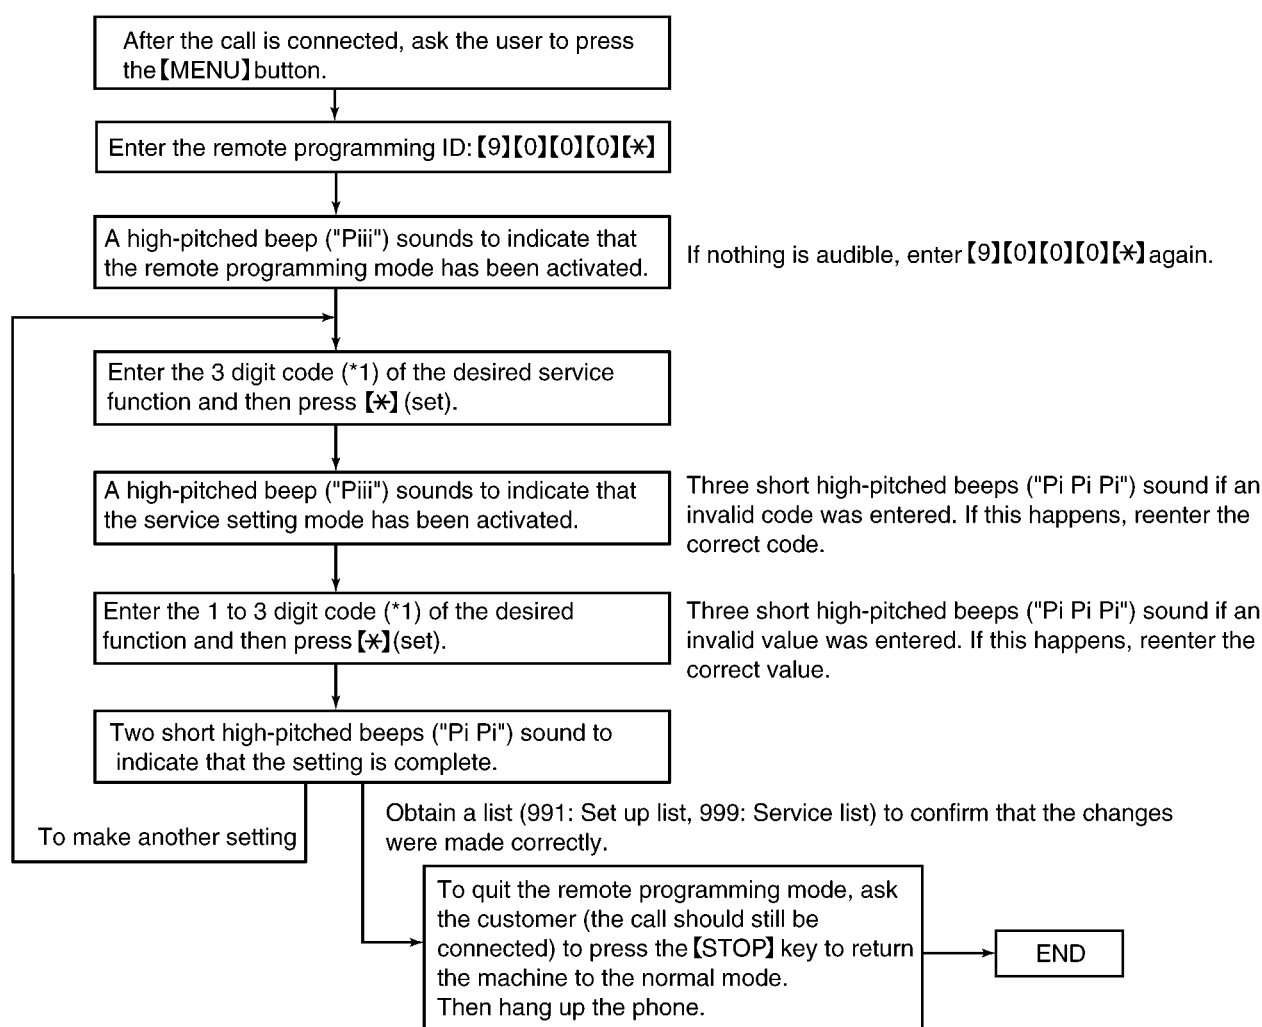 After the call is connected, ask the user to press
the【MENU】button.
Enter the remote programming ID:【9】【0】【0】【0】【*】
A high-pitched beep ("Piii") sounds to indicate that
the remote programming mode has been activated.
If nothing is audible, enter【9】【0】【0】【0】【*】again.
Enter the 3 digit code (*1) of the desired service
function and then press 【*】 (set).
A high-pitched beep ("Piii") sounds to indicate that
the service setting mode has been activated.
Three short high-pitched beeps ("Pi Pi Pi") sound if an
invalid code was entered. If this happens, reenter the
correct code.
Enter the 1 to 3 digit code (*1) of the desired
function and then press【*】(set).
Three short high-pitched beeps ("Pi Pi Pi") sound if an
invalid value was entered. If this happens, reenter the
correct value.
Two short high-pitched beeps ("Pi Pi") sound to
indicate that the setting is complete.
To make another setting
Obtain a list (991: Set up list, 999: Service list) to confirm that the changes
were made correctly.
To quit the remote programming mode, ask
the customer (the call should still be
connected) to press the【STOP】key to return
the machine to the normal mode.
Then hang up the phone.
END